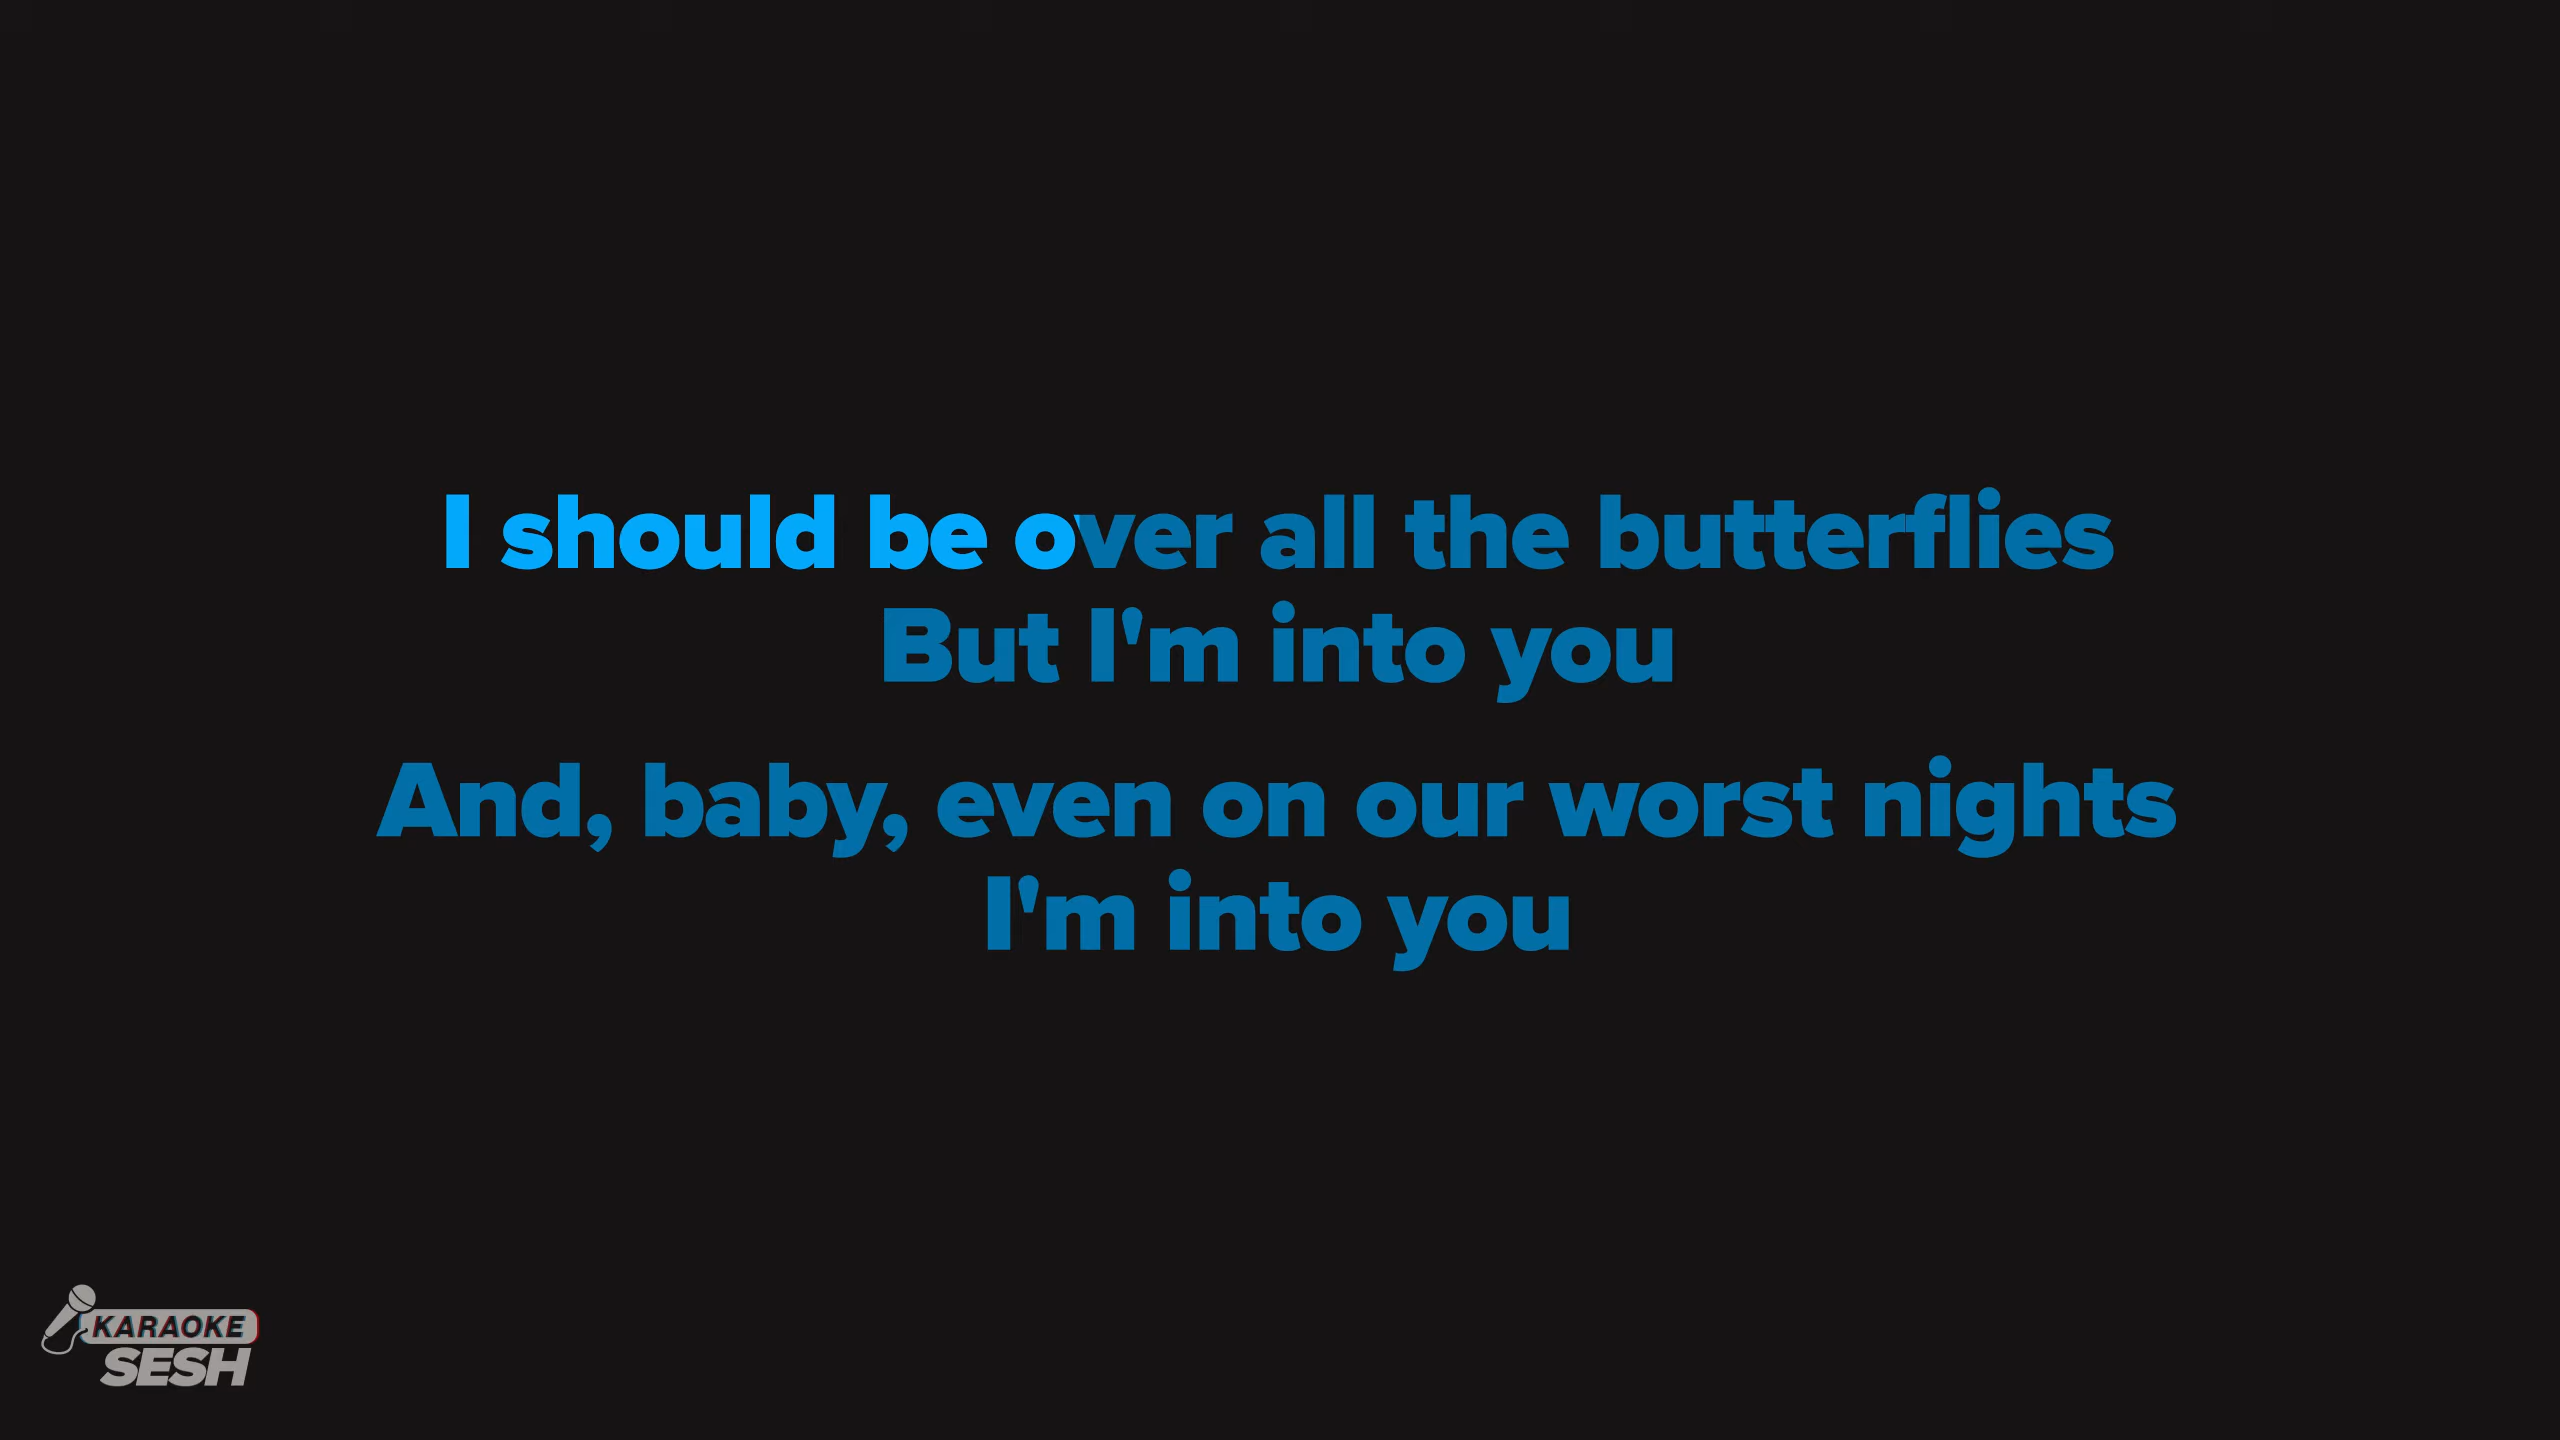 I should be over all the butterflies
But I'm into you
And, baby, even on our worst nights
I'm into you
KARAOKE
SESH